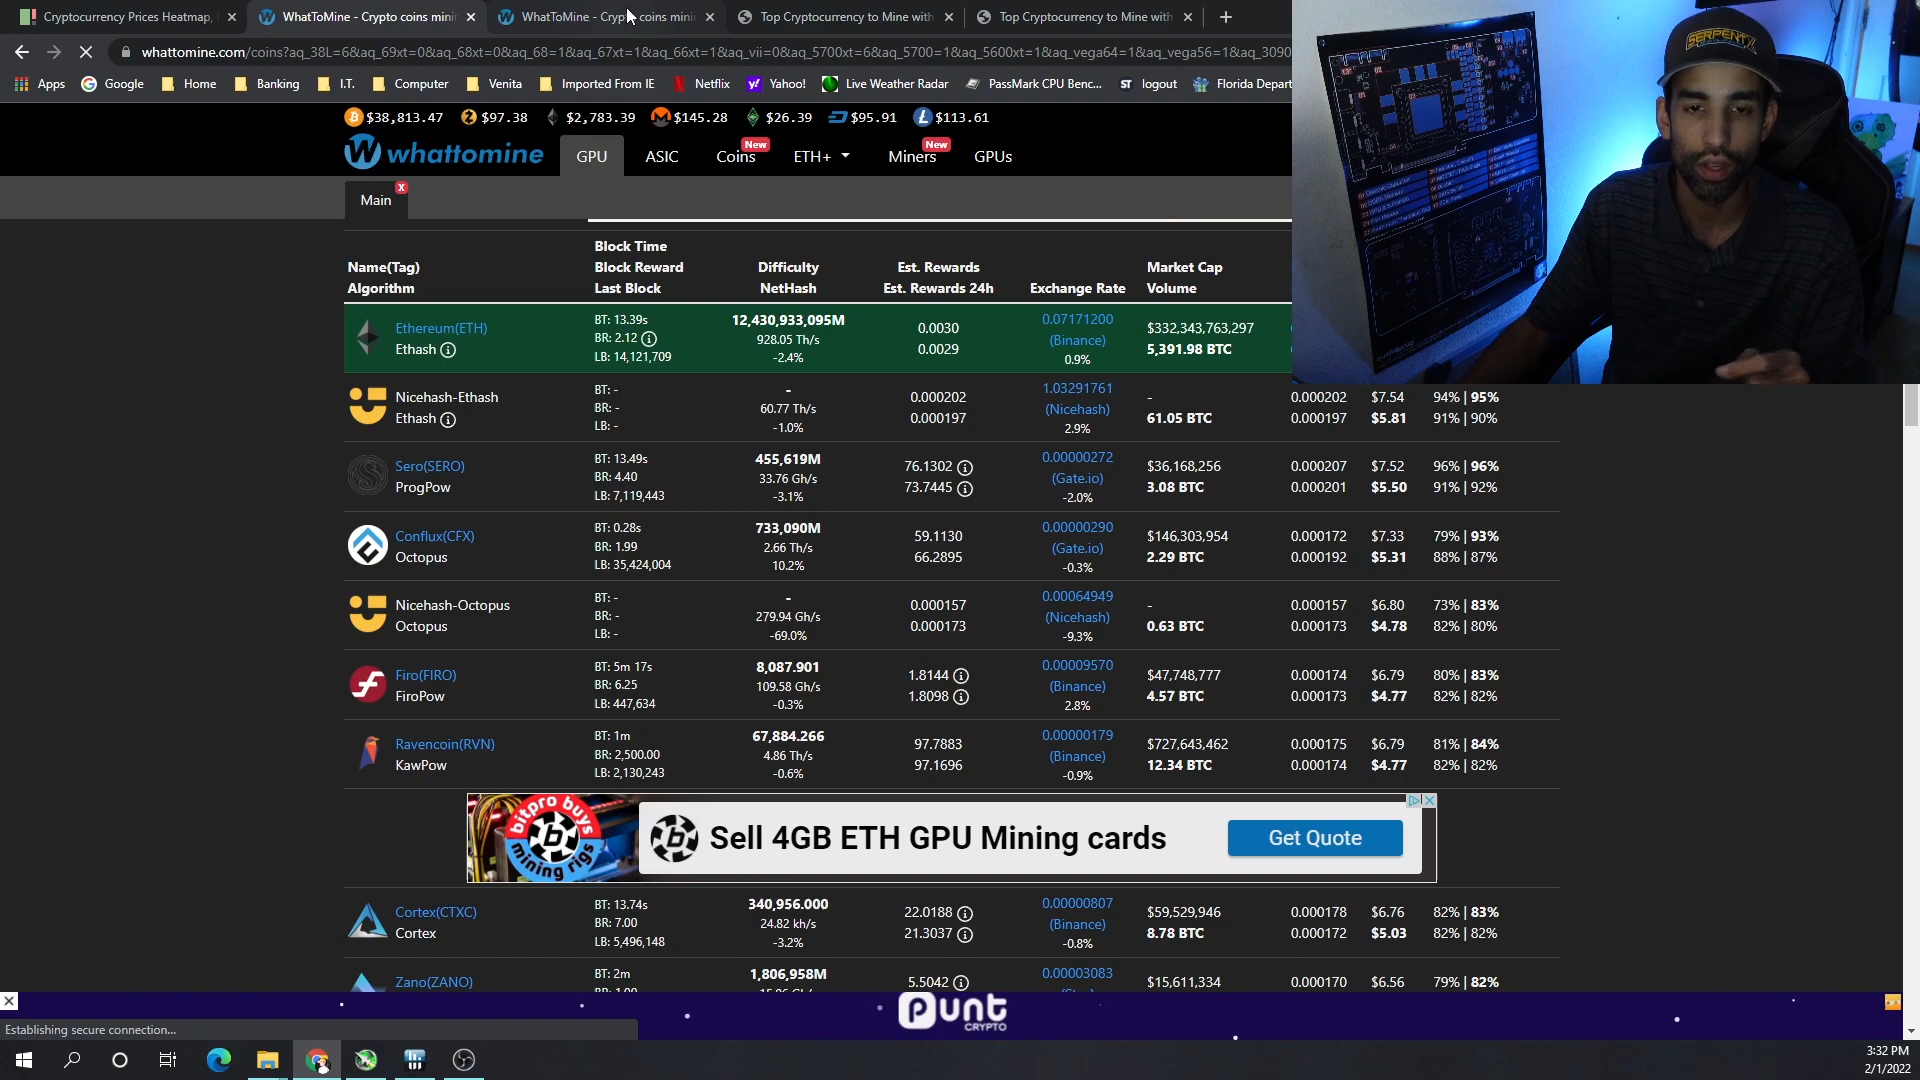 Cryptocurrency Prices Heatmap,
WhatToMine - Crypto coins minin
WhatToMine - Crypto coins minin
Top Cryptocurrency to Mine with
Top Cryptocurrency to Mine with
whattomine.com/coins?aq_38L=6&aq_69xt=0&aq_68xt=0&aq_68=1&aq_67xt=1&aq_66xt=1&aq_vii=0&aq_5700xt=6&aq_5700=1&aq_5600xt=1&aq_vega64=1&aq_vega56=1&aq_3090
Apps Google Home Banking I.T. Computer Venita Imported From IE Netflix Yahoo! Live Weather Radar PassMark CPU Benc... ST logout Florida Depart
$38,813.47 $97.38 $2,783.39 $145.28 $26.39 $95.91 $113.61
whattomine GPU ASIC Coins New ETH+ Miners New GPUs
Main x
Name(Tag)
Algorithm
Block Time
Block Reward
Last Block
Difficulty
NetHash
Est. Rewards
Est. Rewards 24h
Exchange Rate
Market Cap
Volume
Ethereum(ETH)
Ethash
BT: 13.39s
BR: 2.12
LB: 14,121,709
12,430,933,095M
928.05 Th/s
-2.4%
0.0030
0.0029
0.07171200
(Binance)
0.9%
$332,343,763,297
5,391.98 BTC
Nicehash-Ethash
Ethash
BT: -
BR: -
LB: -
-
60.77 Th/s
-1.0%
0.000202
0.000197
1.03291761
(Nicehash)
2.9%
-
61.05 BTC
0.000202
0.000197
$7.54
$5.81
94% | 95%
91% | 90%
Sero(SERO)
ProgPow
BT: 13.49s
BR: 4.40
LB: 7,119,443
455,619M
33.76 Gh/s
-3.1%
76.1302
73.7445
0.00000272
(Gate.io)
-2.0%
$36,168,256
3.08 BTC
0.000207
0.000201
$7.52
$5.50
96% | 96%
91% | 92%
Conflux(CFX)
Octopus
BT: 0.28s
BR: 1.99
LB: 35,424,004
733,090M
2.66 Th/s
10.2%
59.1130
66.2895
0.00000290
(Gate.io)
-0.3%
$146,303,954
2.29 BTC
0.000172
0.000192
$7.33
$5.31
79% | 93%
88% | 87%
Nicehash-Octopus
Octopus
BT: -
BR: -
LB: -
-
279.94 Gh/s
-69.0%
0.000157
0.000173
0.00064949
(Nicehash)
-9.3%
-
0.63 BTC
0.000157
0.000173
$6.80
$4.78
73% | 83%
82% | 80%
Firo(FIRO)
FiroPow
BT: 5m 17s
BR: 6.25
LB: 447,634
8,087.901
109.58 Gh/s
-0.3%
1.8144
1.8098
0.00009570
(Binance)
2.8%
$47,748,777
4.57 BTC
0.000174
0.000173
$6.79
$4.77
80% | 83%
82% | 82%
Ravencoin(RVN)
KawPow
BT: 1m
BR: 2,500.00
LB: 2,130,243
67,884.266
4.86 Th/s
-0.6%
97.7883
97.1696
0.00000179
(Binance)
-0.9%
$727,643,462
12.34 BTC
0.000175
0.000174
$6.79
$4.77
81% | 84%
82% | 82%
bitpro buys
mining rigs
Sell 4GB ETH GPU Mining cards
Get Quote
Cortex(CTXC)
Cortex
BT: 13.74s
BR: 7.00
LB: 5,496,148
340,956.000
24.82 kh/s
-3.2%
22.0188
21.3037
0.00000807
(Binance)
-0.8%
$59,529,946
8.78 BTC
0.000178
0.000172
$6.76
$5.03
82% | 83%
82% | 82%
Zano(ZANO)
BT: 2m
1,806,958M
5.5042
0.00003083
$15,611,334
0.000170
$6.56
79% | 82%
Punt
CRYPTO
Establishing secure connection...
3:32 PM
2/1/2022
SERPENTX